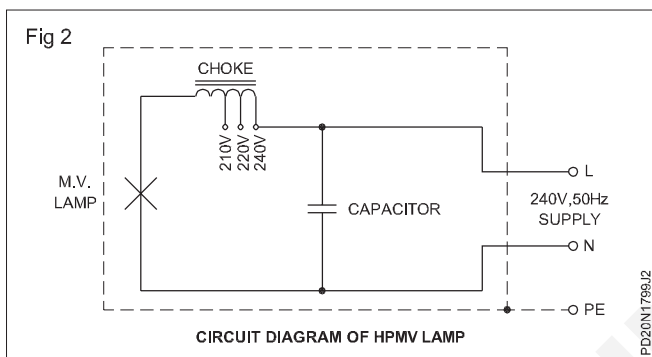 Fig 2
CHOKE
210V
220V
240V
M.V.
LAMP
CAPACITOR
L
240V,50Hz
SUPPLY
N
PE
CIRCUIT DIAGRAM OF HPMV LAMP
PD20N1799J2